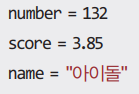 number = 132
score = 3.85
name = "아이돌"